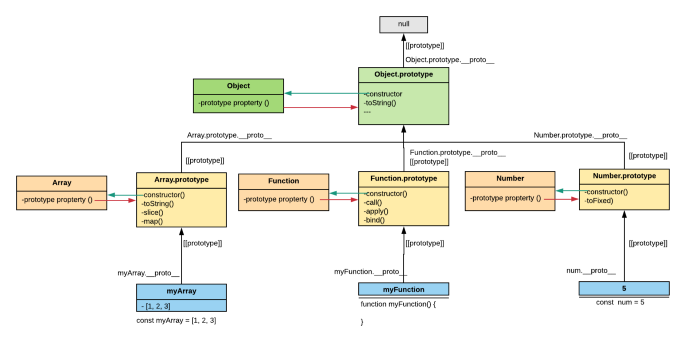 null
[[prototype]]
Object.prototype.__proto__
Object.prototype
-constructor
-toString()
---
Object
-prototype propterty ()
Array.prototype.__proto__
[[prototype]]
Function.prototype.__proto__
[[prototype]]
Number.prototype.__proto__
[[prototype]]
Array
-prototype propterty ()
Array.prototype
-constructor()
-toString()
-slice()
-map()
Function
-prototype propterty ()
Function.prototype
-constructor()
-call()
-apply()
-bind()
Number
-prototype propterty ()
Number.prototype
-constructor()
-toFixed)
[[prototype]]
[[prototype]]
[[prototype]]
myArray.__proto__
myFunction.__proto__
num.__proto__
myArray
- [1, 2, 3]
const myArray = [1, 2, 3]
myFunction
function myFunction() {
}
5
const num = 5